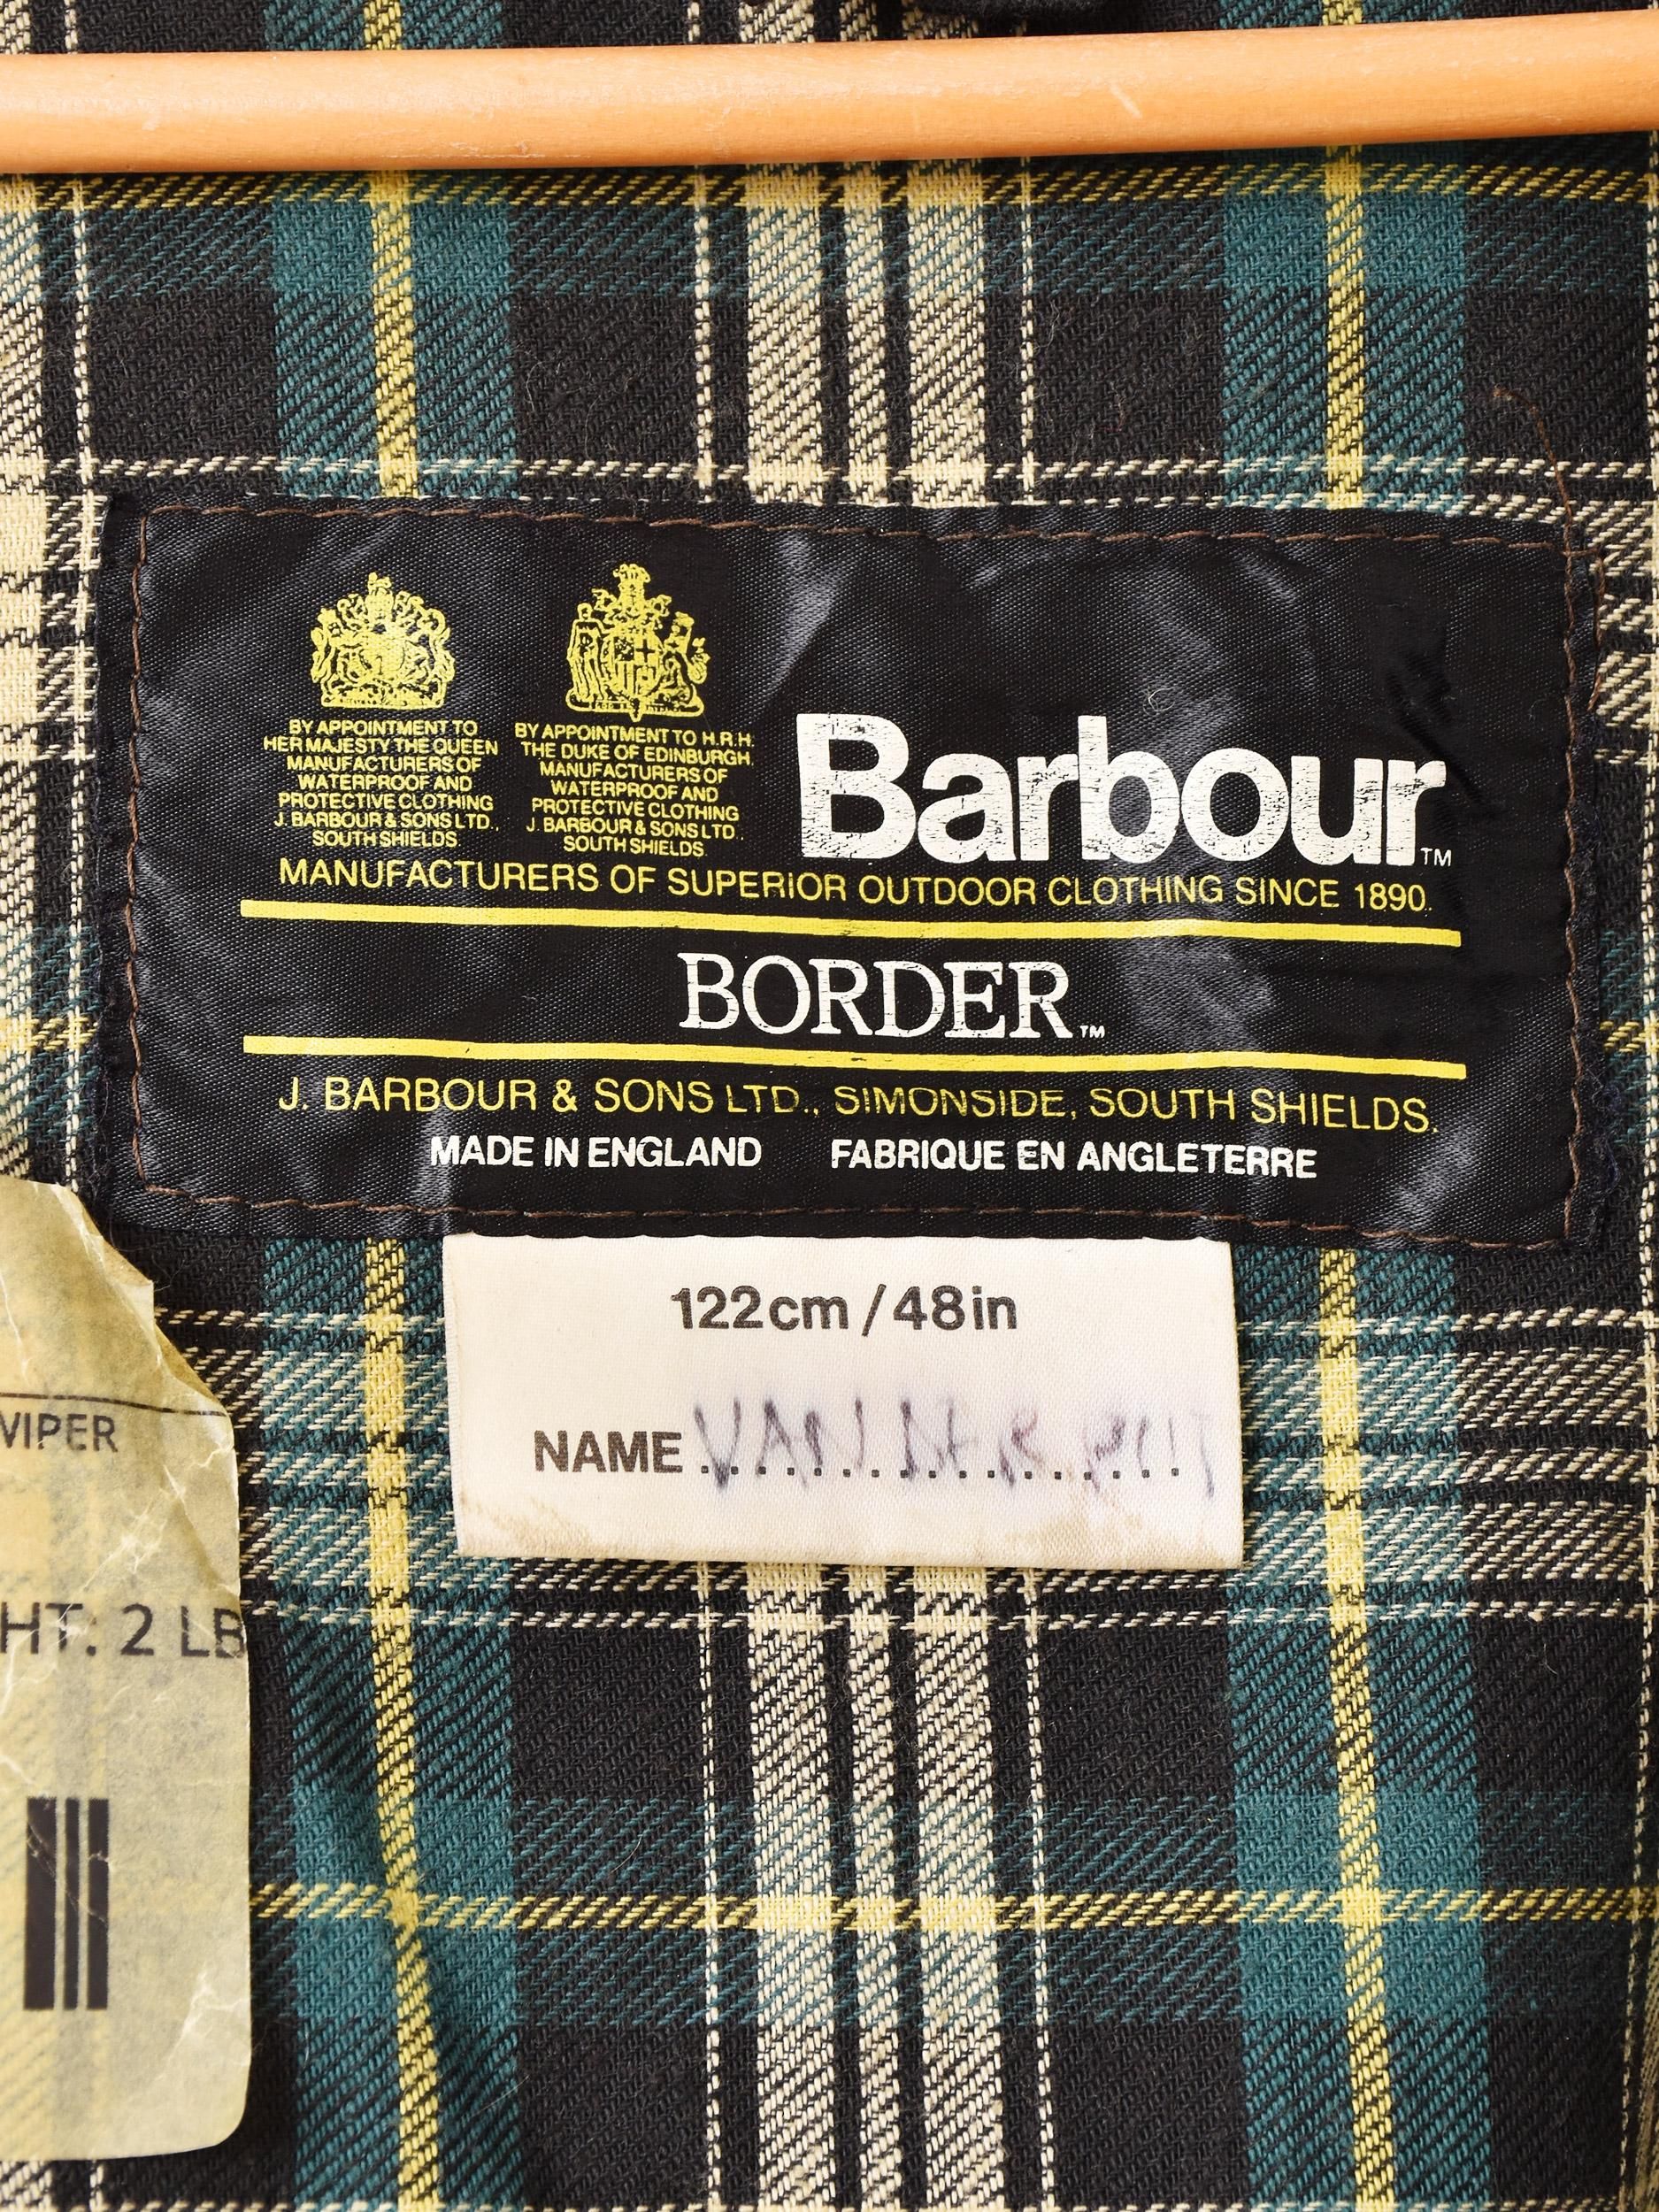 BY APPOINTMENT TO
HER MAJESTY THE QUEEN
MANUFACTURERS OF
WATERPROOF AND
PROTECTIVE CLOTHING
J. BARBOUR & SONS LTD.,
SOUTH SHIELDS.
BY APPOINTMENT TO H.R.H.
THE DUKE OF EDINBURGH.
MANUFACTURERS OF
WATERPROOF AND
PROTECTIVE CLOTHING
J. BARBOUR & SONS LTD.,
SOUTH SHIELDS.
Barbour™
MANUFACTURERS OF SUPERIOR OUTDOOR CLOTHING SINCE 1890.
BORDER™
J. BARBOUR & SONS LTD., SIMONSIDE, SOUTH SHIELDS.
MADE IN ENGLAND FABRIQUE EN ANGLETERRE
122cm / 48in
NAME
VIPER
HT: 2 LB